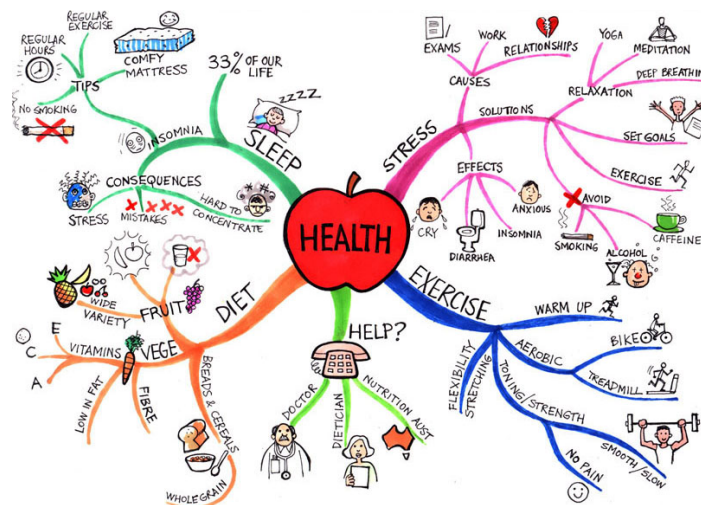 HEALTH
SLEEP
33% OF OUR
LIFE
ZZZZ
INSOMNIA
TIPS
REGULAR
EXERCISE
REGULAR
HOURS
COMFY
MATTRESS
NO SMOKING
CONSEQUENCES
STRESS
MISTAKES
HARD TO
CONCENTRATE
STRESS
CAUSES
EXAMS
WORK
RELATIONSHIPS
SOLUTIONS
RELAXATION
YOGA
MEDITATION
DEEP BREATHIN
SET GOALS
EXERCISE
AVOID
SMOKING
ALCOHOL
CAFFEINE
EFFECTS
CRY
DIARRHEA
INSOMNIA
ANXIOUS
EXERCISE
WARM UP
AEROBIC
BIKE
TREADMILL
TONING/STRENGTH
SMOOTH/SLOW
NO PAIN
FLEXIBILITY
STRETCHING
HELP?
DOCTOR
DIETICIAN
NUTRITION AUST
DIET
FRUIT
WIDE
VARIETY
VEGE
VITAMINS
E
C
A
LOW IN FAT
FIBRE
BREADS & CEREALS
WHOLEGRAIN